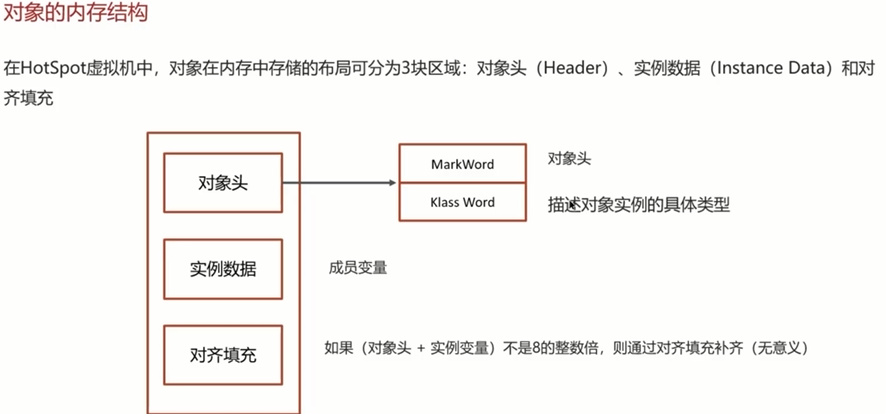 对象的内存结构
在HotSpot虚拟机中，对象在内存中存储的布局可分为3块区域：对象头（Header）、实例数据（Instance Data）和对
齐填充
对象头
MarkWord
对象头
Klass Word
描述对象实例的具体类型
实例数据
成员变量
对齐填充
如果（对象头 + 实例变量）不是8的整数倍，则通过对齐填充补齐（无意义）